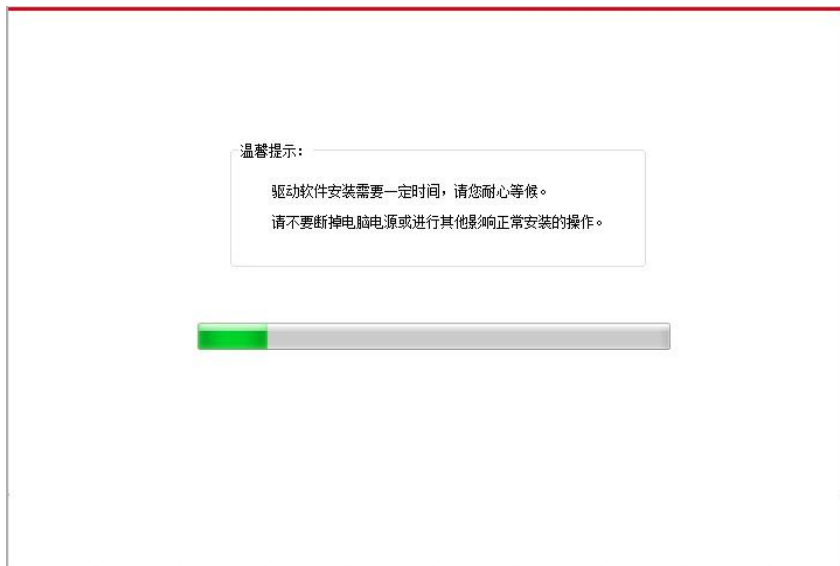 温馨提示：
驱动软件安装需要一定时间，请您耐心等候。
请不要断掉电脑电源或进行其他影响正常安装的操作。